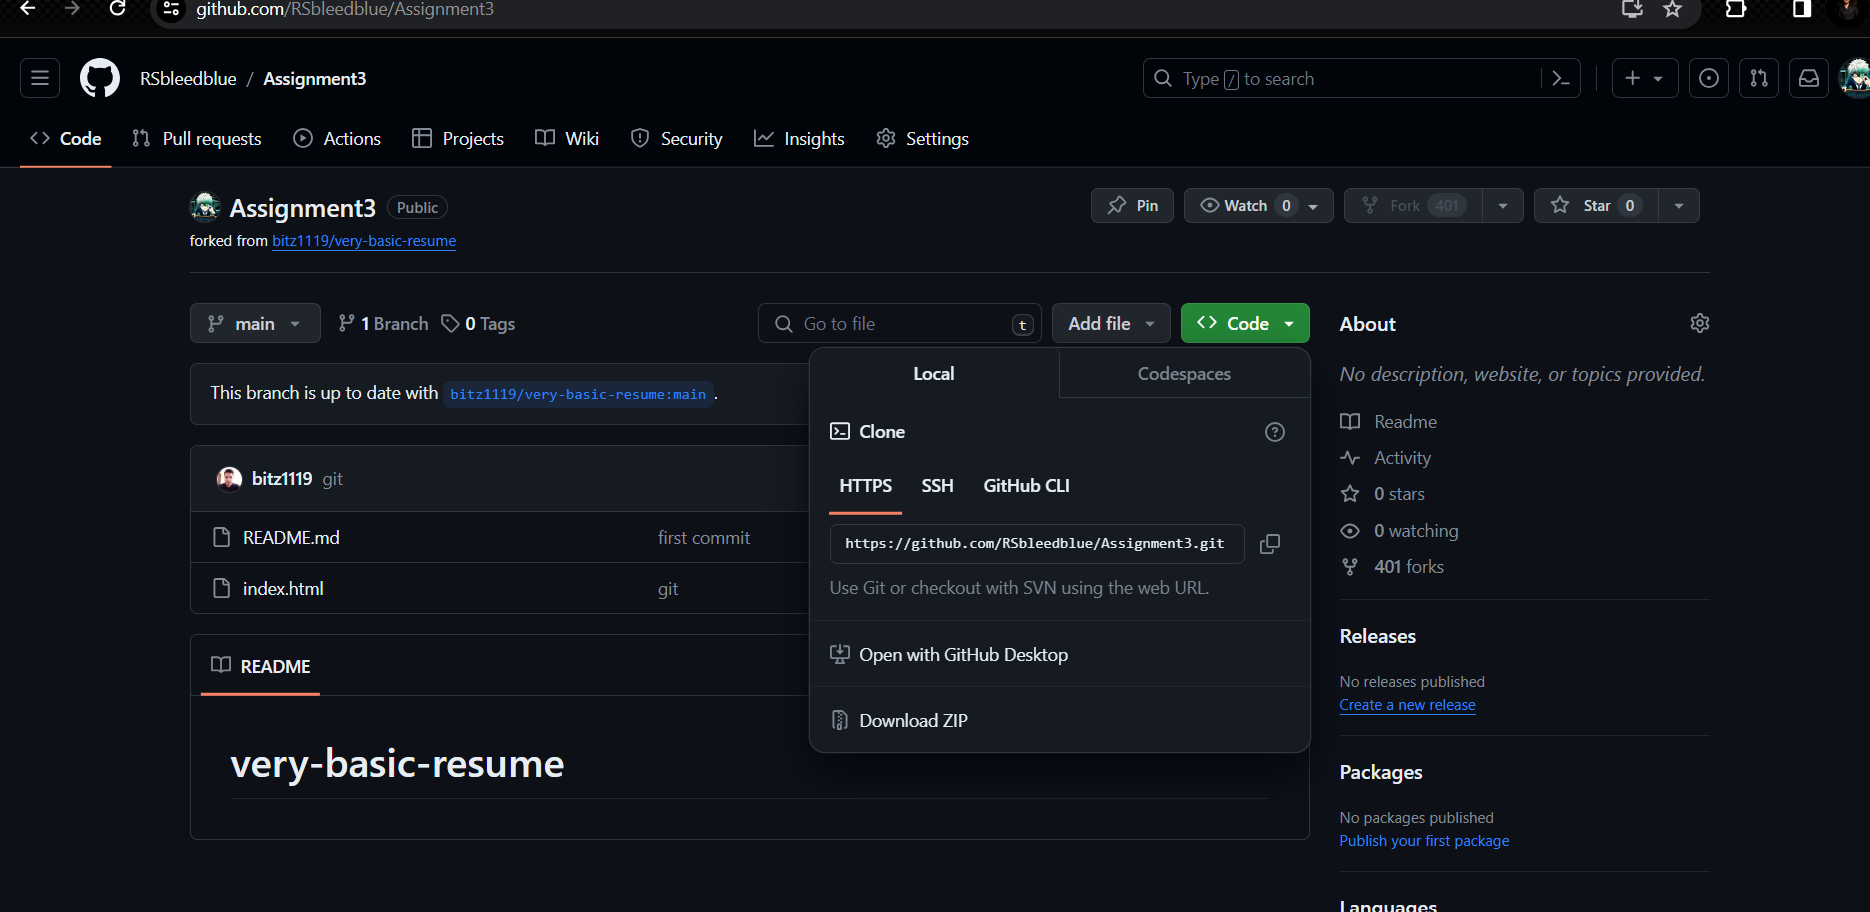 github.com/RSbleedblue/Assignment3
RSbleedblue / Assignment3
Type / to search
Code Pull requests Actions Projects Wiki Security Insights Settings
Assignment3 Public
Pin Watch 0 Fork 401 Star 0
forked from bitz1119/very-basic-resume
main 1 Branch 0 Tags
Go to file t Add file Code
This branch is up to date with bitz1119/very-basic-resume:main .
bitz1119 git
README.md first commit
index.html git
README
very-basic-resume
Local Codespaces
Clone
HTTPS SSH GitHub CLI
https://github.com/RSbleedblue/Assignment3.git
Use Git or checkout with SVN using the web URL.
Open with GitHub Desktop
Download ZIP
About
No description, website, or topics provided.
Readme
Activity
0 stars
0 watching
401 forks
Releases
No releases published
Create a new release
Packages
No packages published
Publish your first package
Languages